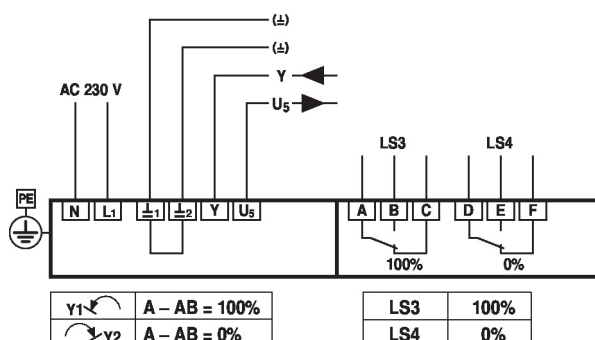 (⊥)
(⊥)
Y
AC 230 V U₅
LS3 LS4
PE
N L₁ ⊥₁ ⊥₂ Y U₅ A B C D E F
100% 0%
Y1 A – AB = 100% LS3 100%
Y2 A – AB = 0% LS4 0%